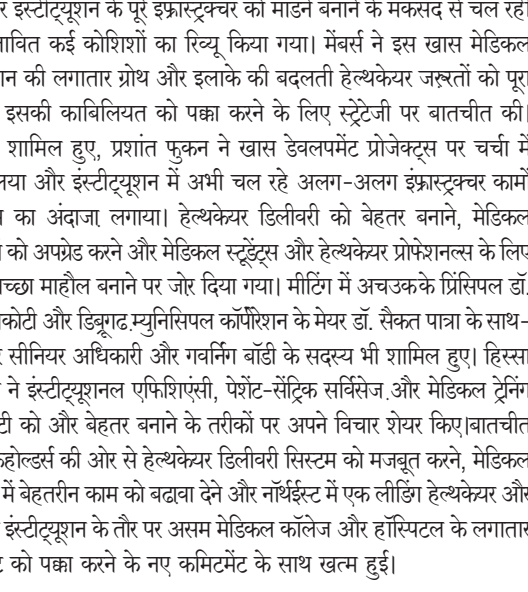 र इंस्टीट्यूशन के पूरे इंफ्रास्ट्रक्चर को मॉडर्न बनाने के मकसद से चल रही
ावित कई कोशिशों का रिव्यू किया गया। मेंबर्स ने इस खास मेडिकल
ान की लगातार ग्रोथ और इलाके की बदलती हेल्थकेयर जरूरतों को पूरा
इसकी काबिलियत को पक्का करने के लिए स्ट्रेटेजी पर बातचीत की।
शामिल हुए, प्रशांत फुकन ने खास डेवलपमेंट प्रोजेक्ट्स पर चर्चा में
लया और इंस्टीट्यूशन में अभी चल रहे अलग-अलग इंफ्रास्ट्रक्चर कामों
का अंदाजा लगाया। हेल्थकेयर डिलीवरी को बेहतर बनाने, मेडिकल
को अपग्रेड करने और मेडिकल स्टूडेंट्स और हेल्थकेयर प्रोफेशनल्स के लिए
च्छा माहौल बनाने पर जोर दिया गया। मीटिंग में अचउकके प्रिंसिपल डॉ.
कोटी और डिब्रूगढ.म्युनिसिपल कॉर्पोरेशन के मेयर डॉ. सैकत पात्रा के साथ-
सीनियर अधिकारी और गवर्निंग बॉडी के सदस्य भी शामिल हुए। हिस्सा
ने इंस्टीट्यूशनल एफिशिएंसी, पेशेंट-सेंट्रिक सर्विसेज.और मेडिकल ट्रेनिंग
टी को और बेहतर बनाने के तरीकों पर अपने विचार शेयर किए।बातचीत
कहोल्डर्स की ओर से हेल्थकेयर डिलीवरी सिस्टम को मजबूत करने, मेडिकल
में बेहतरीन काम को बढ़ावा देने और नॉर्थईस्ट में एक लीडिंग हेल्थकेयर और
इंस्टीट्यूशन के तौर पर असम मेडिकल कॉलेज और हॉस्पिटल के लगातार
को पक्का करने के नए कमिटमेंट के साथ खत्म हुई।